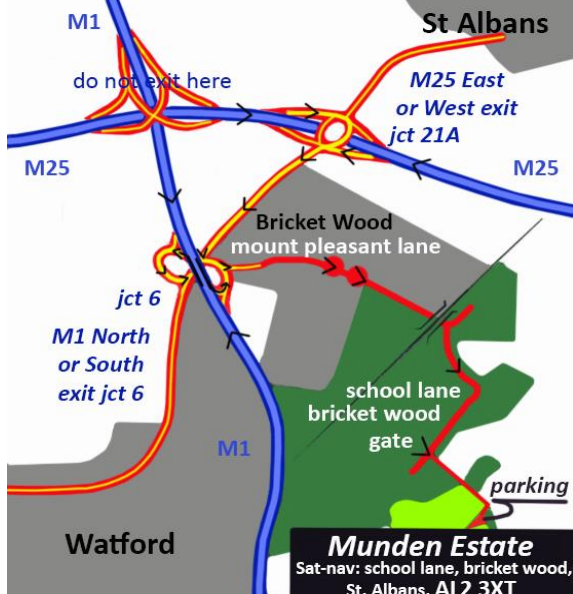 M1
St Albans
do not exit here
M25 East
or West exit
jct 21A
M25
M25
Bricket Wood
mount pleasant lane
jct 6
M1 North
or South
exit jct 6
school lane
bricket wood
gate
M1
parking
Watford
Munden Estate
Sat-nav: school lane, bricket wood,
St. Albans, AL2 3XT